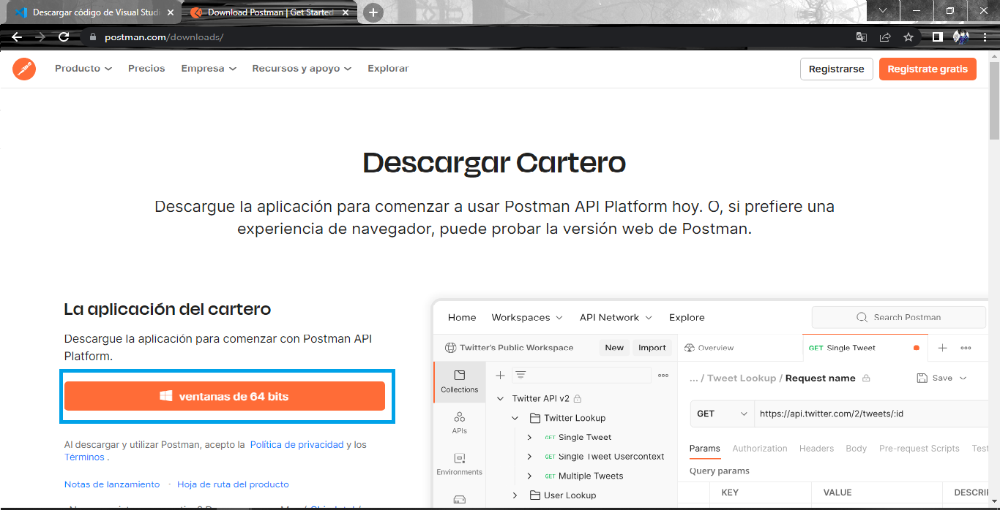 Descargar código de Visual Studi
Download Postman | Get Started
postman.com/downloads/
Producto
Precios
Empresa
Recursos y apoyo
Explorar
Registrarse
Registrate gratis
Descargar Cartero
Descargue la aplicación para comenzar a usar Postman API Platform hoy. O, si prefiere una
experiencia de navegador, puede probar la versión web de Postman.
La aplicación del cartero
Descargue la aplicación para comenzar con Postman API
Platform.
ventanas de 64 bits
Al descargar y utilizar Postman, acepto la Política de privacidad y los
Términos .
Notas de lanzamiento · Hoja de ruta del producto
Home
Workspaces
API Network
Explore
Search Postman
Twitter's Public Workspace
New
Import
Overview
GET Single Tweet
Collections
APIs
Environments
Twitter API v2
Twitter Lookup
GET Single Tweet
GET Single Tweet Usercontext
GET Multiple Tweets
User Lookup
... / Tweet Lookup / Request name
Save
GET
https://api.twitter.com/2/tweets/:id
Params
Authorization
Headers
Body
Pre-request Scripts
Test
Query params
KEY
VALUE
DESCRI